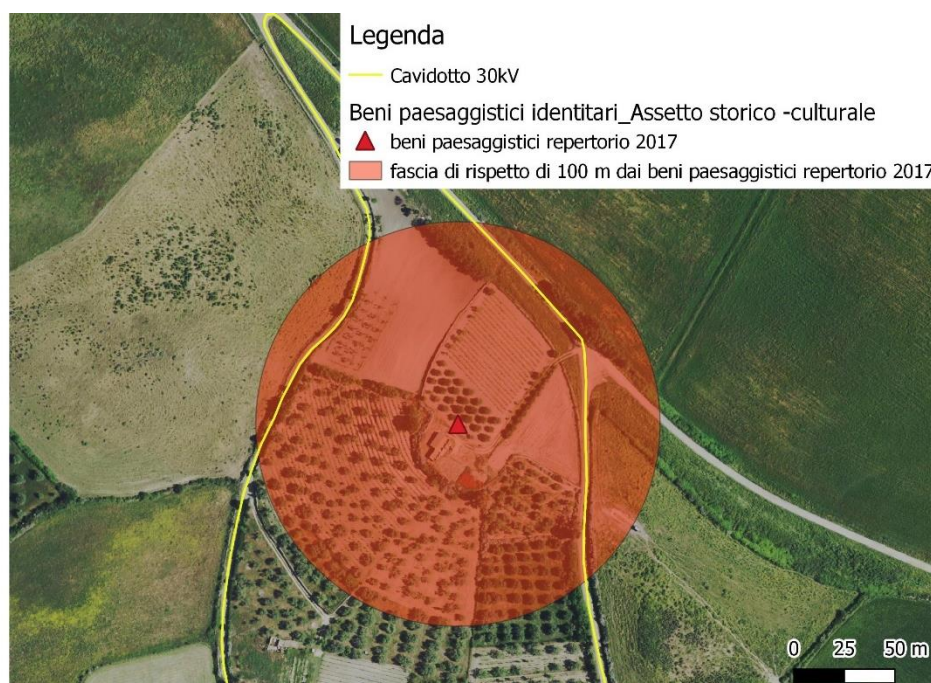 Legenda
Cavidotto 30kV
Beni paesaggistici identitari_Assetto storico -culturale
beni paesaggistici repertorio 2017
fascia di rispetto di 100 m dai beni paesaggistici repertorio 2017
0 25 50 m